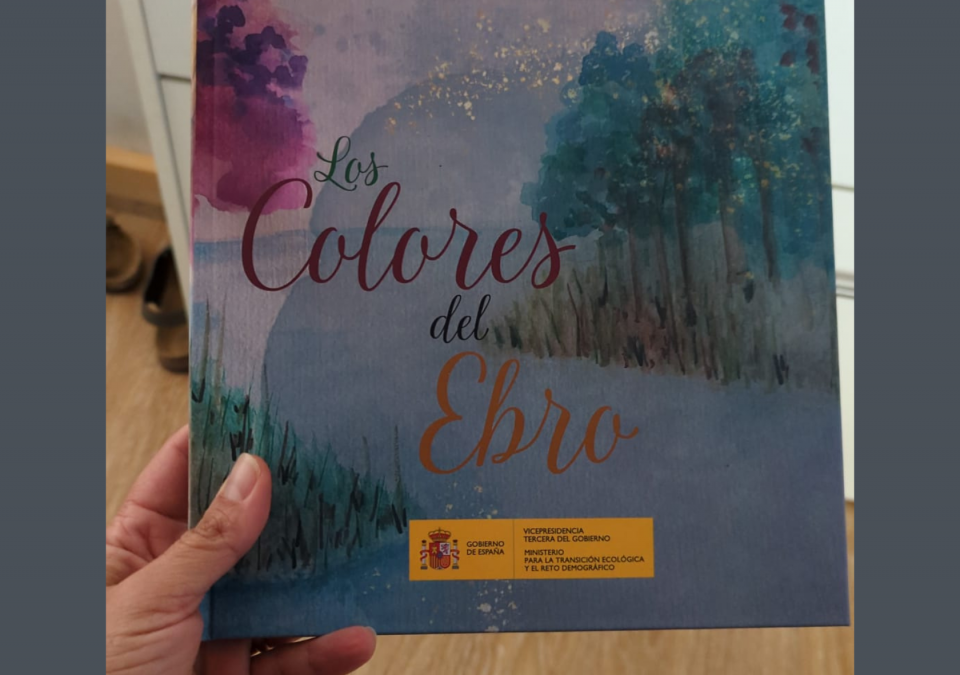 Los
Colores
del
Ebro
GOBIERNO
DE ESPAÑA
VICEPRESIDENCIA
TERCERA DEL GOBIERNO
MINISTERIO
PARA LA TRANSICIÓN ECOLÓGICA
Y EL RETO DEMOGRÁFICO